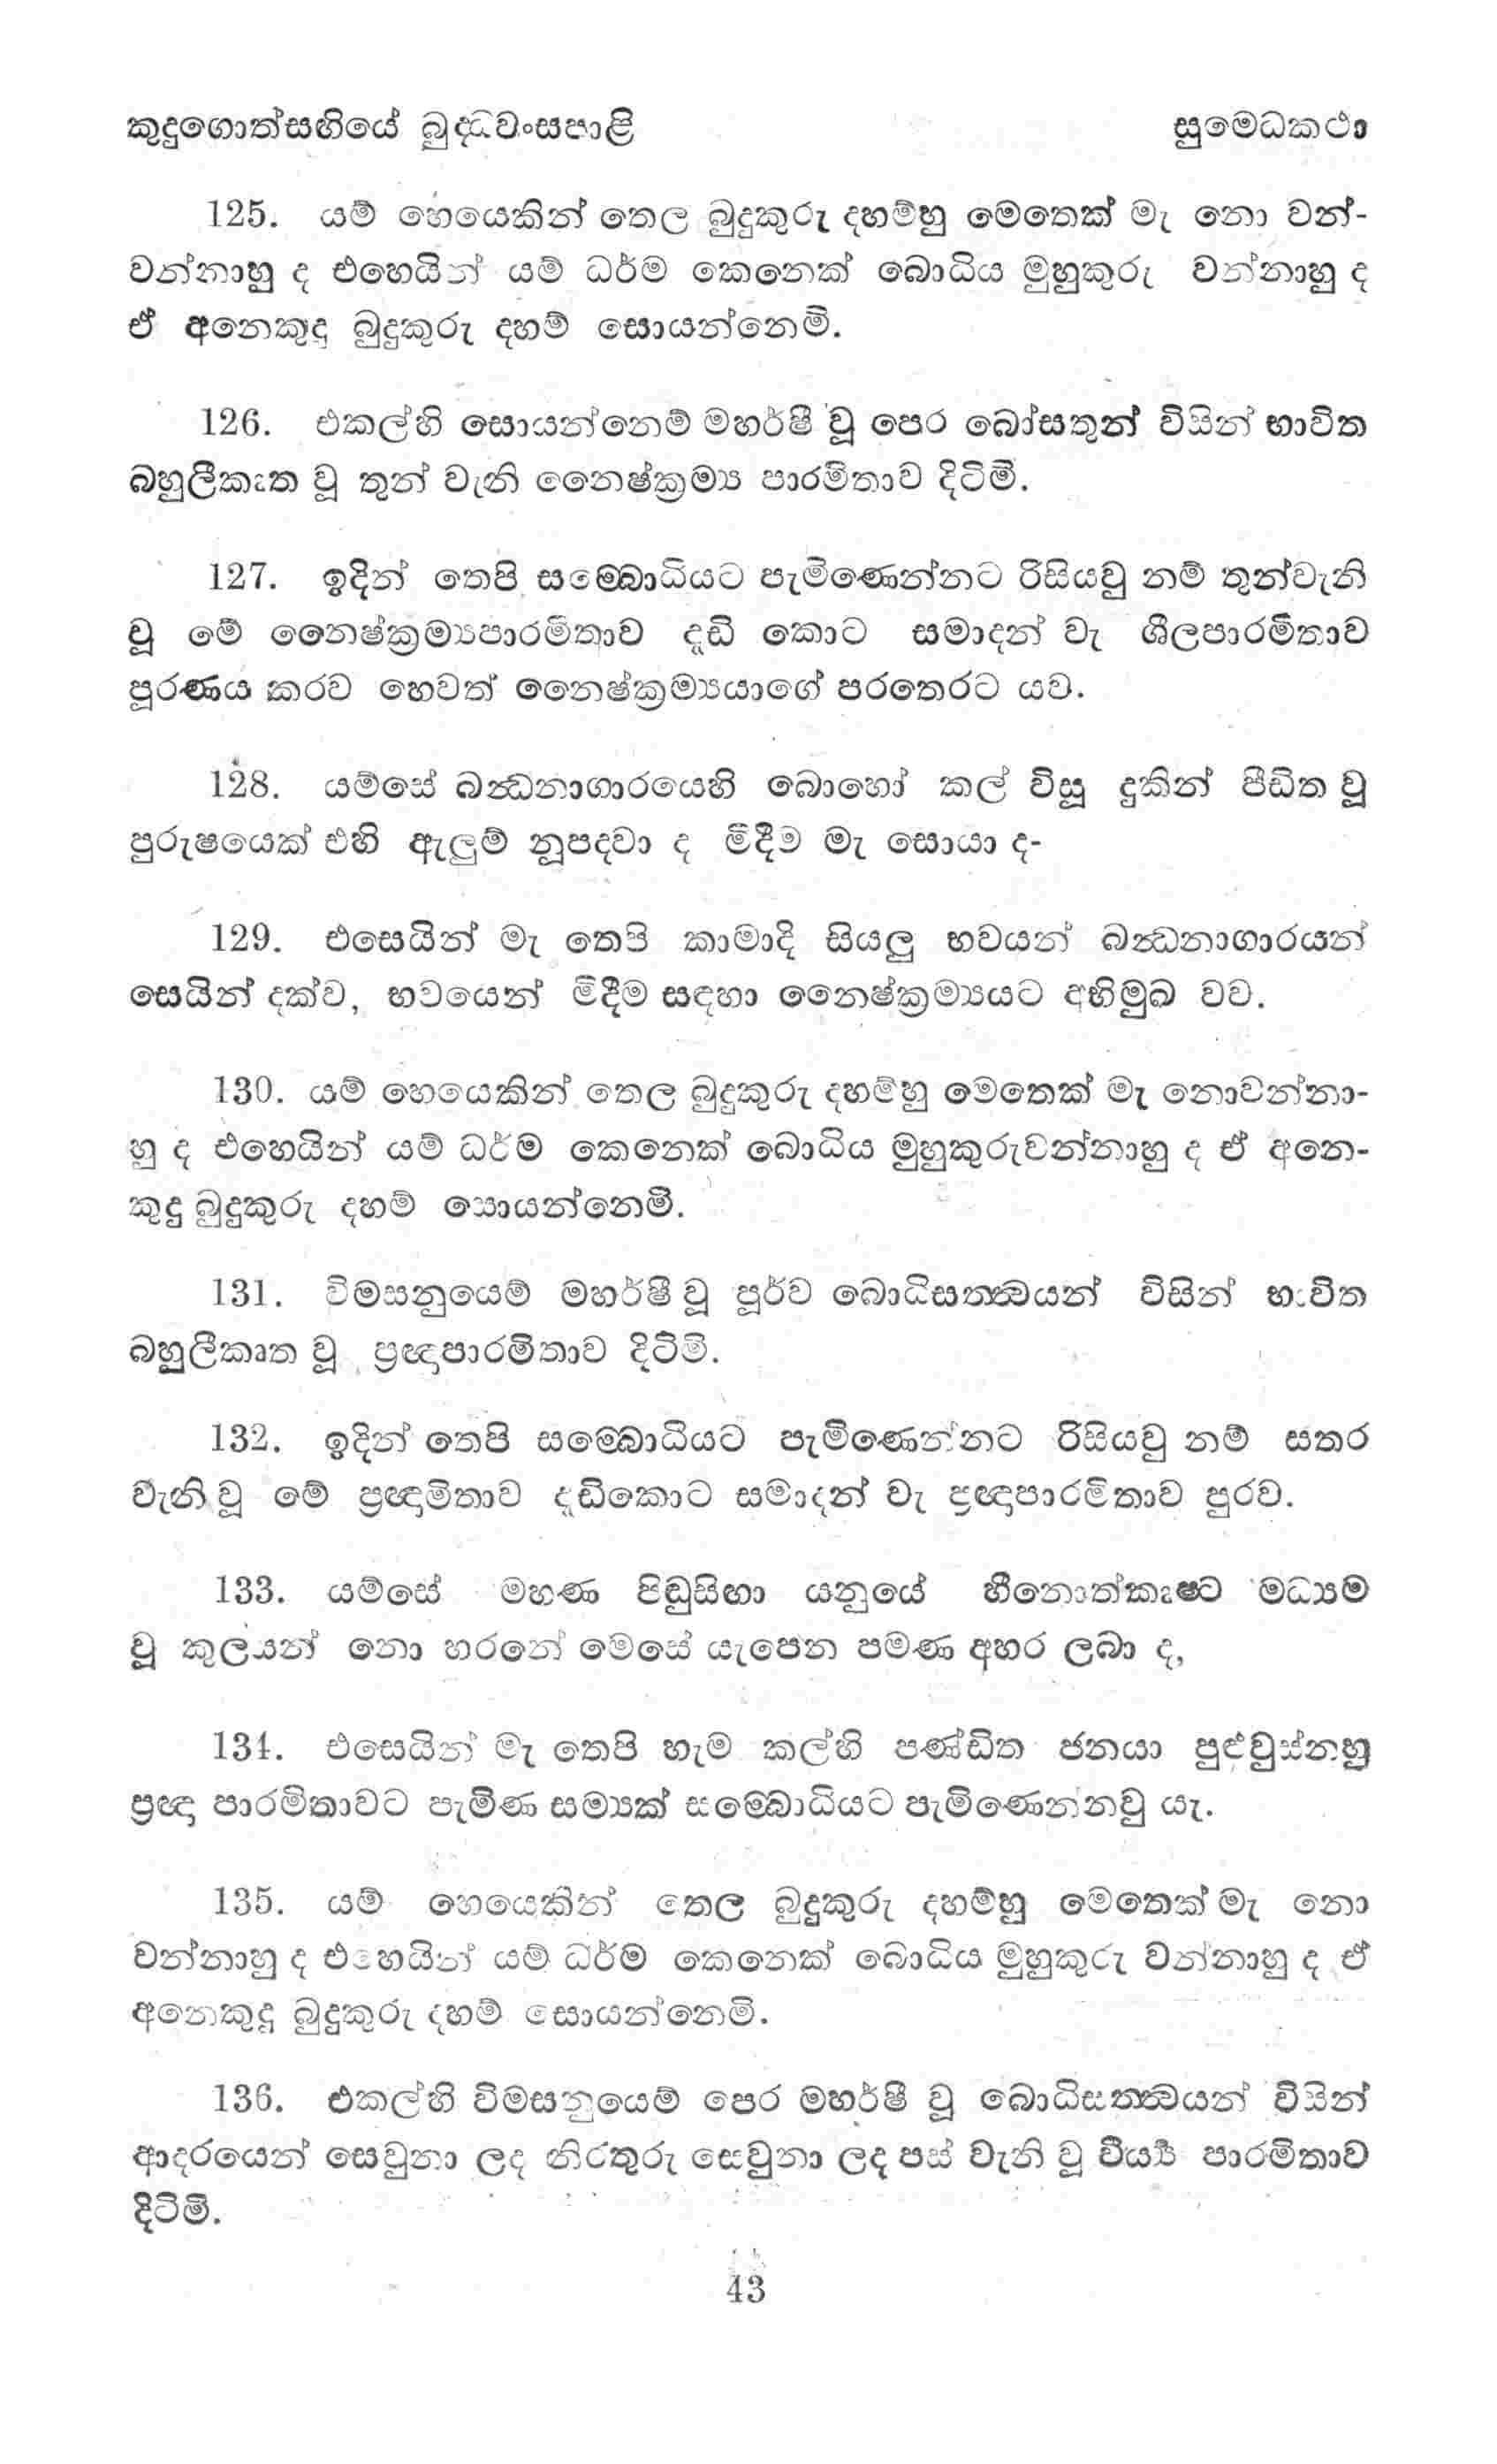 කුදුගොත්සඟියේ බුද්ධවංසපාළි සුමෙධකථා
125. යම් හෙයෙකින් තෙල බුදුකුරු දහම්හු මෙතෙක් මැ නො වන්-
වන්නාහු ද එහෙයින් යම් ධර්ම කෙනෙක් බොධිය මුහුකුරු වන්නාහු ද
ඒ අනෙකුදු බුදුකුරු දහම් සොයන්නෙමි.
126. එකල්හි සොයන්නෙම් මහර්ෂී වූ පෙර බෝසතුන් විසින් භාවිත
බහුලීකෘත වූ තුන් වැනි නෛෂ්ක්‍රම්‍ය පාරමිතාව දිටිමි.
127. ඉදින් තෙපි සම්බොධියට පැමිණෙන්නට රිසියවු නම් තුන්වැනි
වූ මේ නෛෂ්ක්‍රම්‍යපාරමිතාව දෘඩි කොට සමාදන් වැ ශීලපාරමිතාව
පූරණය කරව හෙවත් නෛෂ්ක්‍රම්‍යයාගේ පරතෙරට යව.
128. යම්සේ බන්ධනාගාරයෙහි බොහෝ කල් විසූ දුකින් පීඩිත වූ
පුරුෂයෙක් එහි ඇලුම් නූපදවා ද මිදීම මැ සොයා ද-
129. එසෙයින් මැ තෙපි කාමාදි සියලු භවයන් බන්ධනාගාරයන්
සෙයින් දක්ව, භවයෙන් මිදීම සඳහා නෛෂ්ක්‍රම්‍යයට අභිමුඛ වව.
130. යම් හෙයෙකින් තෙල බුදුකුරු දහම්හු මෙතෙක් මැ නොවන්නා-
හු ද එහෙයින් යම් ධර්ම කෙනෙක් බොධිය මුහුකුරුවන්නාහු ද ඒ අනෙ-
කුදු බුදුකුරු දහම් සොයන්නෙමි.
131. විමසනුයෙම් මහර්ෂී වූ පූර්ව බොධිසත්ත්වයන් විසින් භාවිත
බහුලීකෘත වූ ප්‍රඥාපාරමිතාව දිටිමි.
132. ඉදින් තෙපි සම්බොධියට පැමිණෙන්නට රිසියවු නම් සතර
වැනි වූ මේ ප්‍රඥාමිතාව දෘඩිකොට සමාදන් වැ ප්‍රඥාපාරමිතාව පුරව.
133. යම්සේ මහණ පිඬුසිඟා යනුයේ හීනොත්කෘෂ්ට මධ්‍යම
වූ කුලයන් නො හරනේ මෙසේ යැපෙන පමණ අහර ලබා ද,
134. එසෙයින් මැ තෙපි හැම කල්හි පණ්ඩිත ජනයා පුළුවුස්නහු
ප්‍රඥා පාරමිතාවට පැමිණ සම්‍යක් සම්බොධියට පැමිණෙන්නවු යැ.
135. යම් හෙයෙකින් තෙල බුදුකුරු දහම්හු මෙතෙක් මැ නො
වන්නාහු ද එහෙයින් යම් ධර්ම කෙනෙක් බොධිය මුහුකුරු වන්නාහු ද ඒ
අනෙකුදු බුදුකුරු දහම් සොයන්නෙමි.
136. එකල්හි විමසනුයෙම් පෙර මහර්ෂී වූ බොධිසත්ත්වයන් විසින්
ආදරයෙන් සෙවුනා ලද නිරතුරු සෙවුනා ලද පස් වැනි වූ වීර්‍ය්‍ය පාරමිතාව
දිටිමි.
43